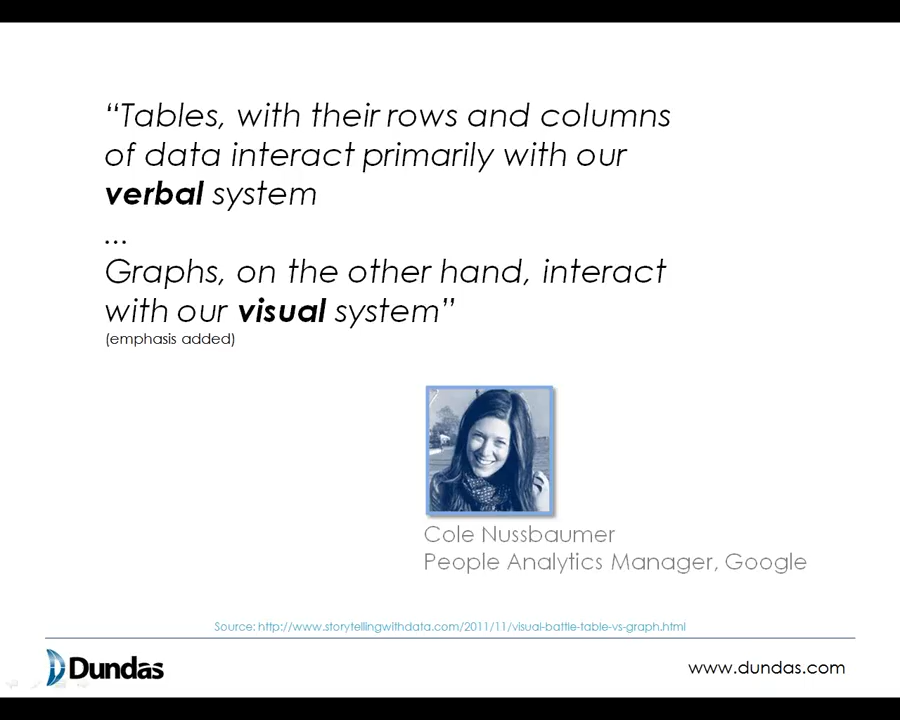 “Tables, with their rows and columns
of data interact primarily with our
verbal system
...
Graphs, on the other hand, interact
with our visual system”
(emphasis added)
Cole Nussbaumer
People Analytics Manager, Google
Source: http://www.storytellingwithdata.com/2011/11/visual-battle-table-vs-graph.html
Dundas
www.dundas.com